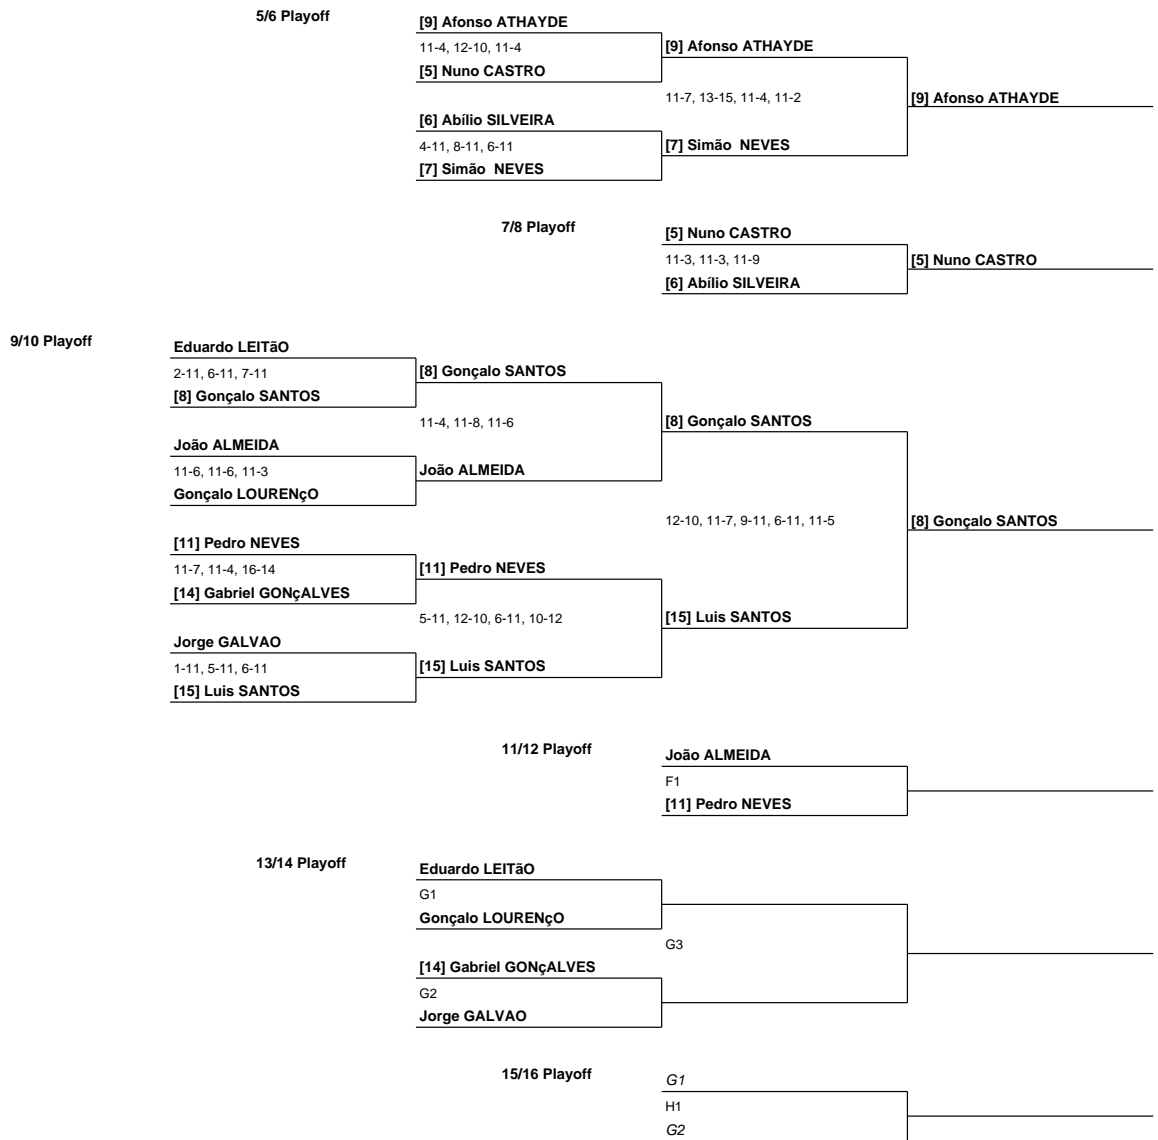 5/6 Playoff
[9] Afonso ATHAYDE
11-4, 12-10, 11-4
[9] Afonso ATHAYDE
[5] Nuno CASTRO
11-7, 13-15, 11-4, 11-2
[9] Afonso ATHAYDE
[6] Abílio SILVEIRA
4-11, 8-11, 6-11
[7] Simão  NEVES
[7] Simão  NEVES
7/8 Playoff
[5] Nuno CASTRO
11-3, 11-3, 11-9
[5] Nuno CASTRO
[6] Abílio SILVEIRA
9/10 Playoff
Eduardo LEITãO
2-11, 6-11, 7-11
[8] Gonçalo SANTOS
[8] Gonçalo SANTOS
11-4, 11-8, 11-6
[8] Gonçalo SANTOS
João ALMEIDA
11-6, 11-6, 11-3
João ALMEIDA
Gonçalo LOURENçO
12-10, 11-7, 9-11, 6-11, 11-5
[8] Gonçalo SANTOS
[11] Pedro NEVES
11-7, 11-4, 16-14
[11] Pedro NEVES
[14] Gabriel GONçALVES
5-11, 12-10, 6-11, 10-12
[15] Luis SANTOS
Jorge GALVAO
1-11, 5-11, 6-11
[15] Luis SANTOS
[15] Luis SANTOS
11/12 Playoff
João ALMEIDA
F1
[11] Pedro NEVES
13/14 Playoff
Eduardo LEITãO
G1
Gonçalo LOURENçO
G3
[14] Gabriel GONçALVES
G2
Jorge GALVAO
15/16 Playoff
G1
H1
G2